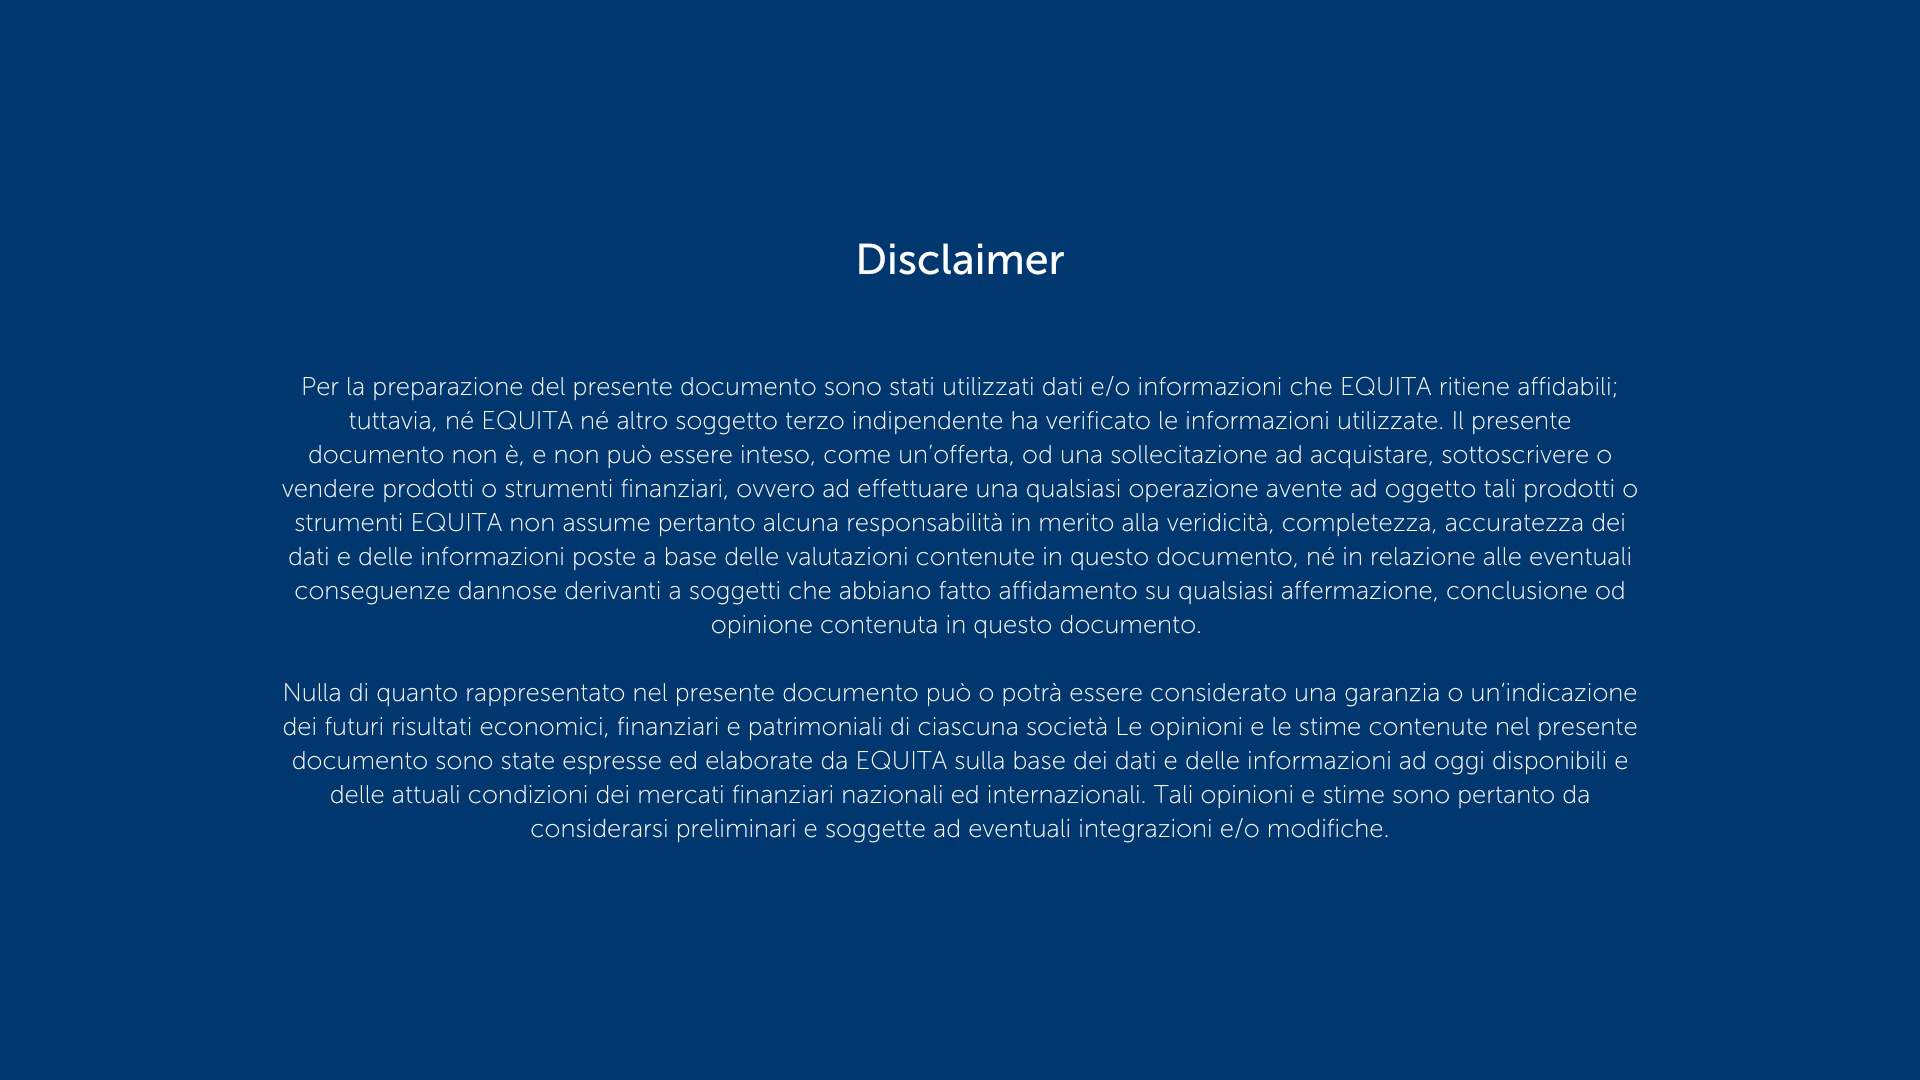 Disclaimer
Per la preparazione del presente documento sono stati utilizzati dati e/o informazioni che EQUITA ritiene affidabili;
tuttavia, né EQUITA né altro soggetto terzo indipendente ha verificato le informazioni utilizzate. Il presente
documento non è, e non può essere inteso, come un’offerta, od una sollecitazione ad acquistare, sottoscrivere o
vendere prodotti o strumenti finanziari, ovvero ad effettuare una qualsiasi operazione avente ad oggetto tali prodotti o
strumenti EQUITA non assume pertanto alcuna responsabilità in merito alla veridicità, completezza, accuratezza dei
dati e delle informazioni poste a base delle valutazioni contenute in questo documento, né in relazione alle eventuali
conseguenze dannose derivanti a soggetti che abbiano fatto affidamento su qualsiasi affermazione, conclusione od
opinione contenuta in questo documento.
Nulla di quanto rappresentato nel presente documento può o potrà essere considerato una garanzia o un’indicazione
dei futuri risultati economici, finanziari e patrimoniali di ciascuna società Le opinioni e le stime contenute nel presente
documento sono state espresse ed elaborate da EQUITA sulla base dei dati e delle informazioni ad oggi disponibili e
delle attuali condizioni dei mercati finanziari nazionali ed internazionali. Tali opinioni e stime sono pertanto da
considerarsi preliminari e soggette ad eventuali integrazioni e/o modifiche.